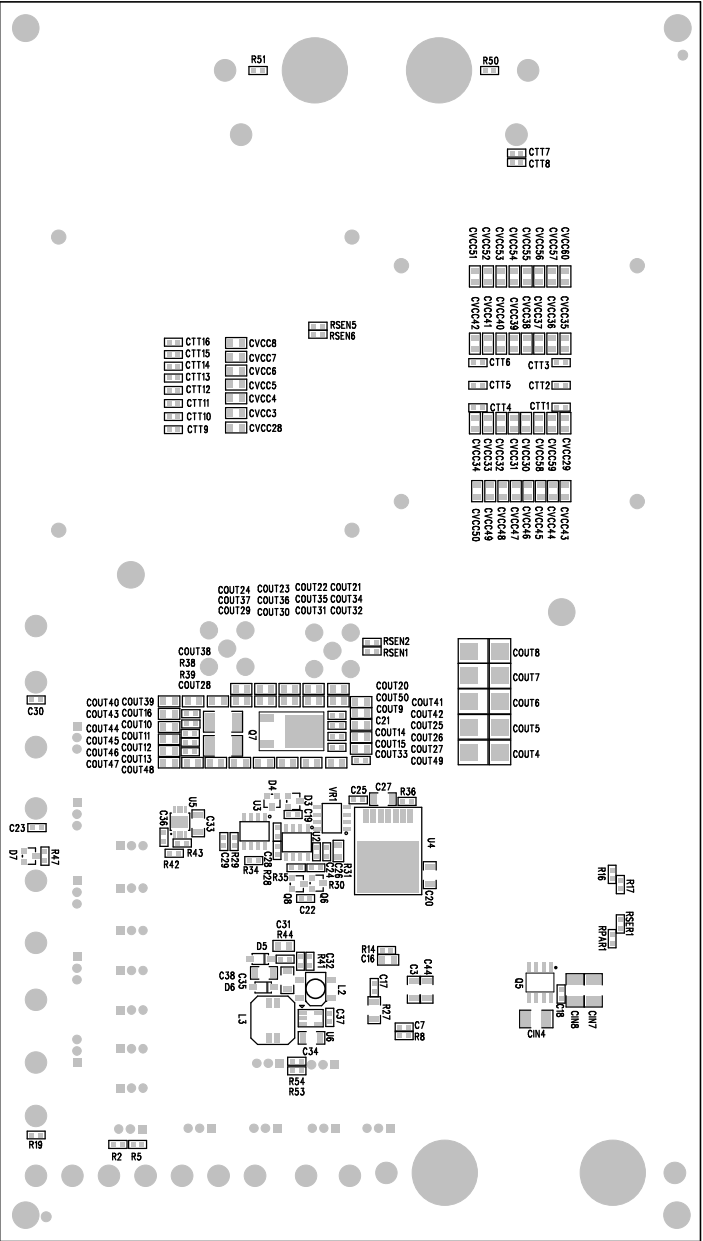 R51
R50
CTT7
CTT8
CVCC51
CVCC52
CVCC53
CVCC54
CVCC55
CVCC56
CVCC57
CVCC60
CVCC42
CVCC41
CVCC40
CVCC39
CVCC38
CVCC37
CVCC36
CVCC35
RSEN5
RSEN6
CTT16
CTT15
CTT14
CTT13
CTT12
CTT11
CTT10
CTT9
CVCC8
CVCC7
CVCC6
CVCC5
CVCC4
CVCC3
CVCC28
CTT6
CTT3
CTT5
CTT2
CTT4
CTT1
CVCC34
CVCC33
CVCC32
CVCC31
CVCC30
CVCC58
CVCC59
CVCC29
CVCC50
CVCC49
CVCC48
CVCC47
CVCC46
CVCC45
CVCC44
CVCC43
COUT24 COUT23 COUT22 COUT21
COUT37 COUT36 COUT35 COUT34
COUT29 COUT30 COUT31 COUT32
COUT38
R38
R39
COUT28
RSEN2
RSEN1
COUT8
COUT7
COUT6
COUT5
COUT4
COUT20
COUT50
COUT9
C21
COUT14
COUT15
COUT33
COUT41
COUT42
COUT25
COUT26
COUT27
COUT49
COUT40 COUT39
COUT43 COUT16
COUT44 COUT10
COUT45 COUT11
COUT46 COUT12
COUT47 COUT13
COUT48
Q7
C30
C23
D7
R47
D4
D3
C19
VR1
C25
C27
R36
U5
C36
C33
R43
R42
U3
C29
R29
R34
C28
R28
U2
R35
C24
C26
R31
R30
Q8
Q6
C22
U4
C20
R16
R17
RSER1
RPAR1
C31
R44
D5
C38
C35
D6
R41
C32
L2
L3
C37
U6
C34
R54
R53
R14
C16
C17
R27
C3
C44
C7
R8
Q5
C18
CIN4
CIN8
CIN7
R19
R2
R5